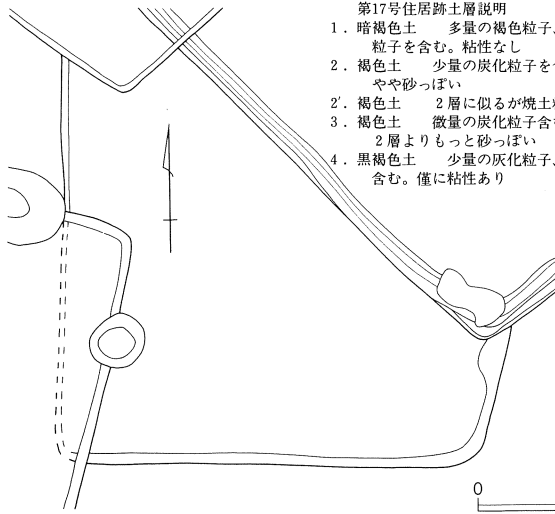 第17号住居跡土層説明
1．暗褐色土　多量の褐色粒子、
粒子を含む。粘性なし
2．褐色土　少量の炭化粒子を
やや砂っぽい
2′．褐色土　2層に似るが焼土
3．褐色土　微量の炭化粒子含
2層よりもっと砂っぽい
4．黒褐色土　少量の灰化粒子、
含む。僅に粘性あり
0